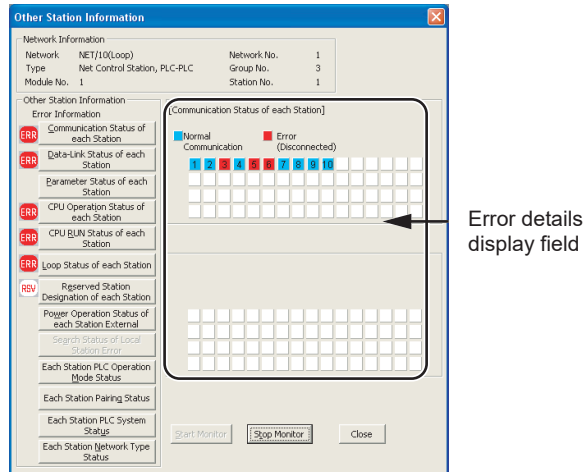 Other Station Information
Network Information
Network NET/10(Loop) Network No. 1
Type Net Control Station, PLC-PLC Group No. 3
Module No. 1 Station No. 1
Other Station Information
Error Information
[Communication Status of each Station]
ERR Communication Status of
each Station
Normal
Communication
Error
(Disconnected)
ERR Data-Link Status of each
Station
1 2 3 4 5 6 7 8 9 10
Parameter Status of each
Station
ERR CPU Operation Status of
each Station
Error details
display field
ERR CPU RUN Status of each
Station
ERR Loop Status of each Station
RSV Reserved Station
Designation of each Station
Power Operation Status of
each Station External
Search Status of Local
Station Error
Each Station PLC Operation
Mode Status
Each Station Pairing Status
Each Station PLC System
Status
Each Station Network Type
Status
Start Monitor Stop Monitor Close